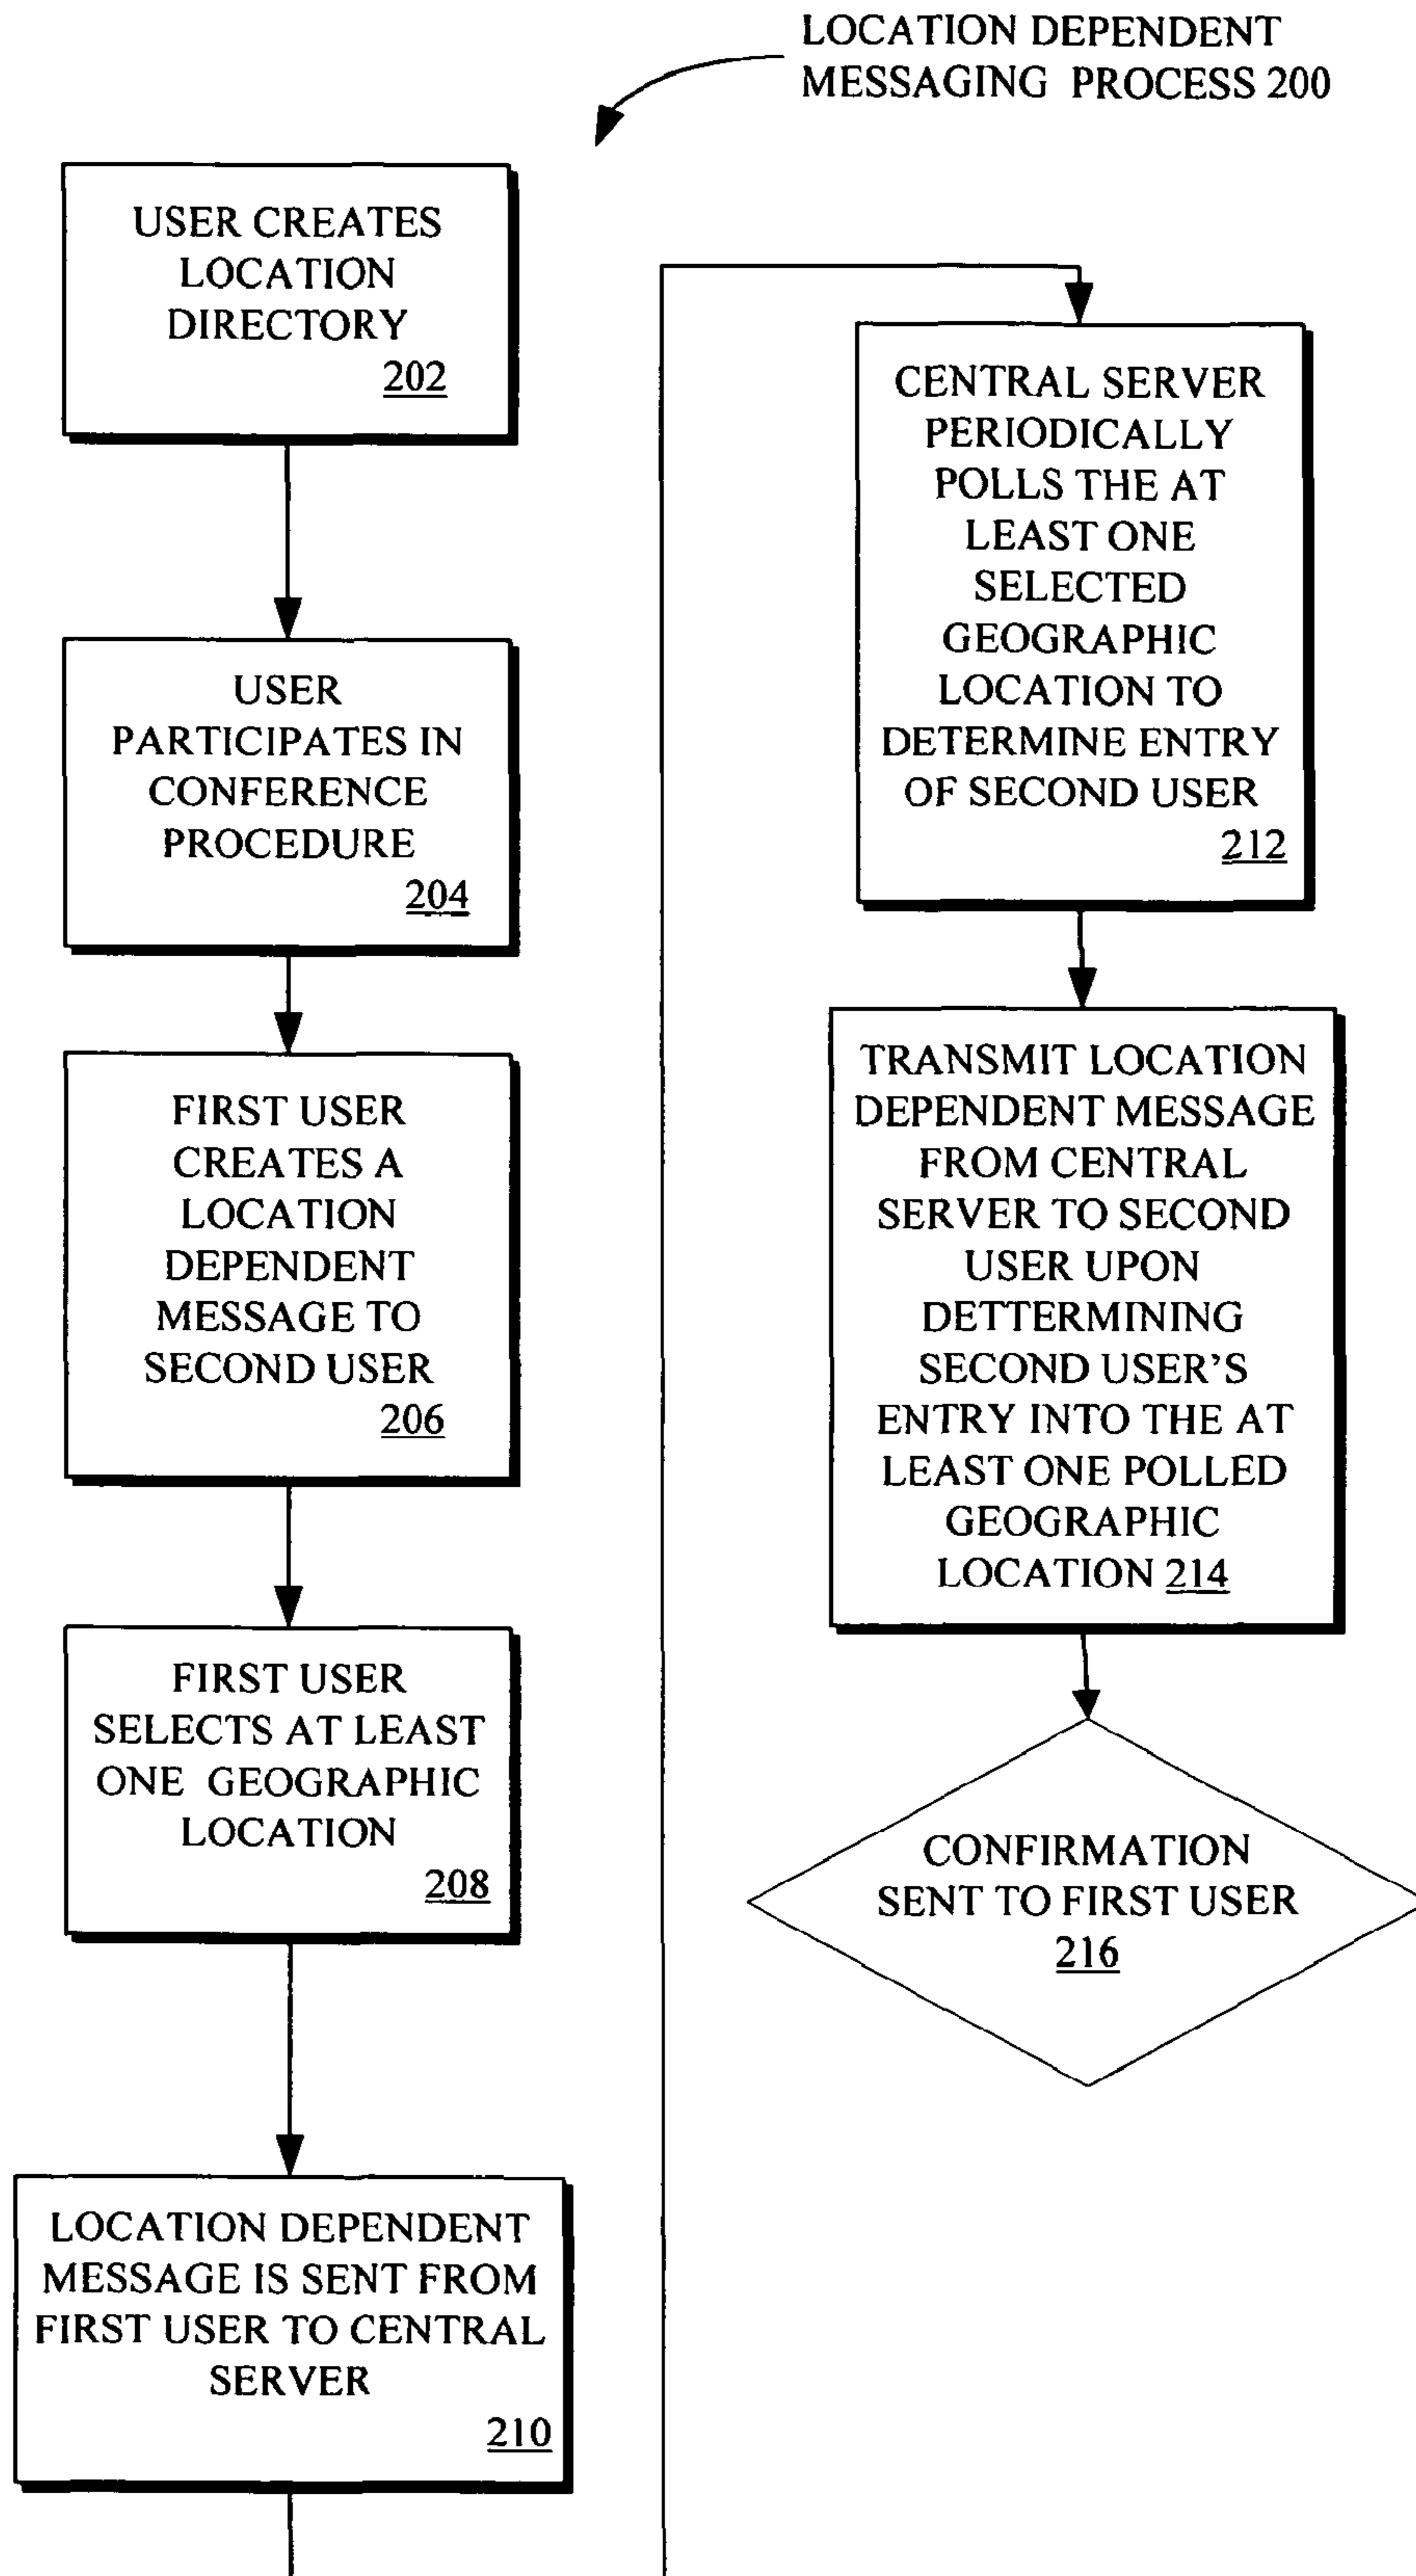 LOCATION DEPENDENT
MESSAGING PROCESS 200
USER CREATES
LOCATION
DIRECTORY
202
USER
PARTICIPATES IN
CONFERENCE
PROCEDURE
204
FIRST USER
CREATES A
LOCATION
DEPENDENT
MESSAGE TO
SECOND USER
206
FIRST USER
SELECTS AT LEAST
ONE GEOGRAPHIC
LOCATION
208
LOCATION DEPENDENT
MESSAGE IS SENT FROM
FIRST USER TO CENTRAL
SERVER
210
CENTRAL SERVER
PERIODICALLY
POLLS THE AT
LEAST ONE
SELECTED
GEOGRAPHIC
LOCATION TO
DETERMINE ENTRY
OF SECOND USER
212
TRANSMIT LOCATION
DEPENDENT MESSAGE
FROM CENTRAL
SERVER TO SECOND
USER UPON
DETTERMINING
SECOND USER'S
ENTRY INTO THE AT
LEAST ONE POLLED
GEOGRAPHIC
LOCATION 214
CONFIRMATION
SENT TO FIRST USER
216